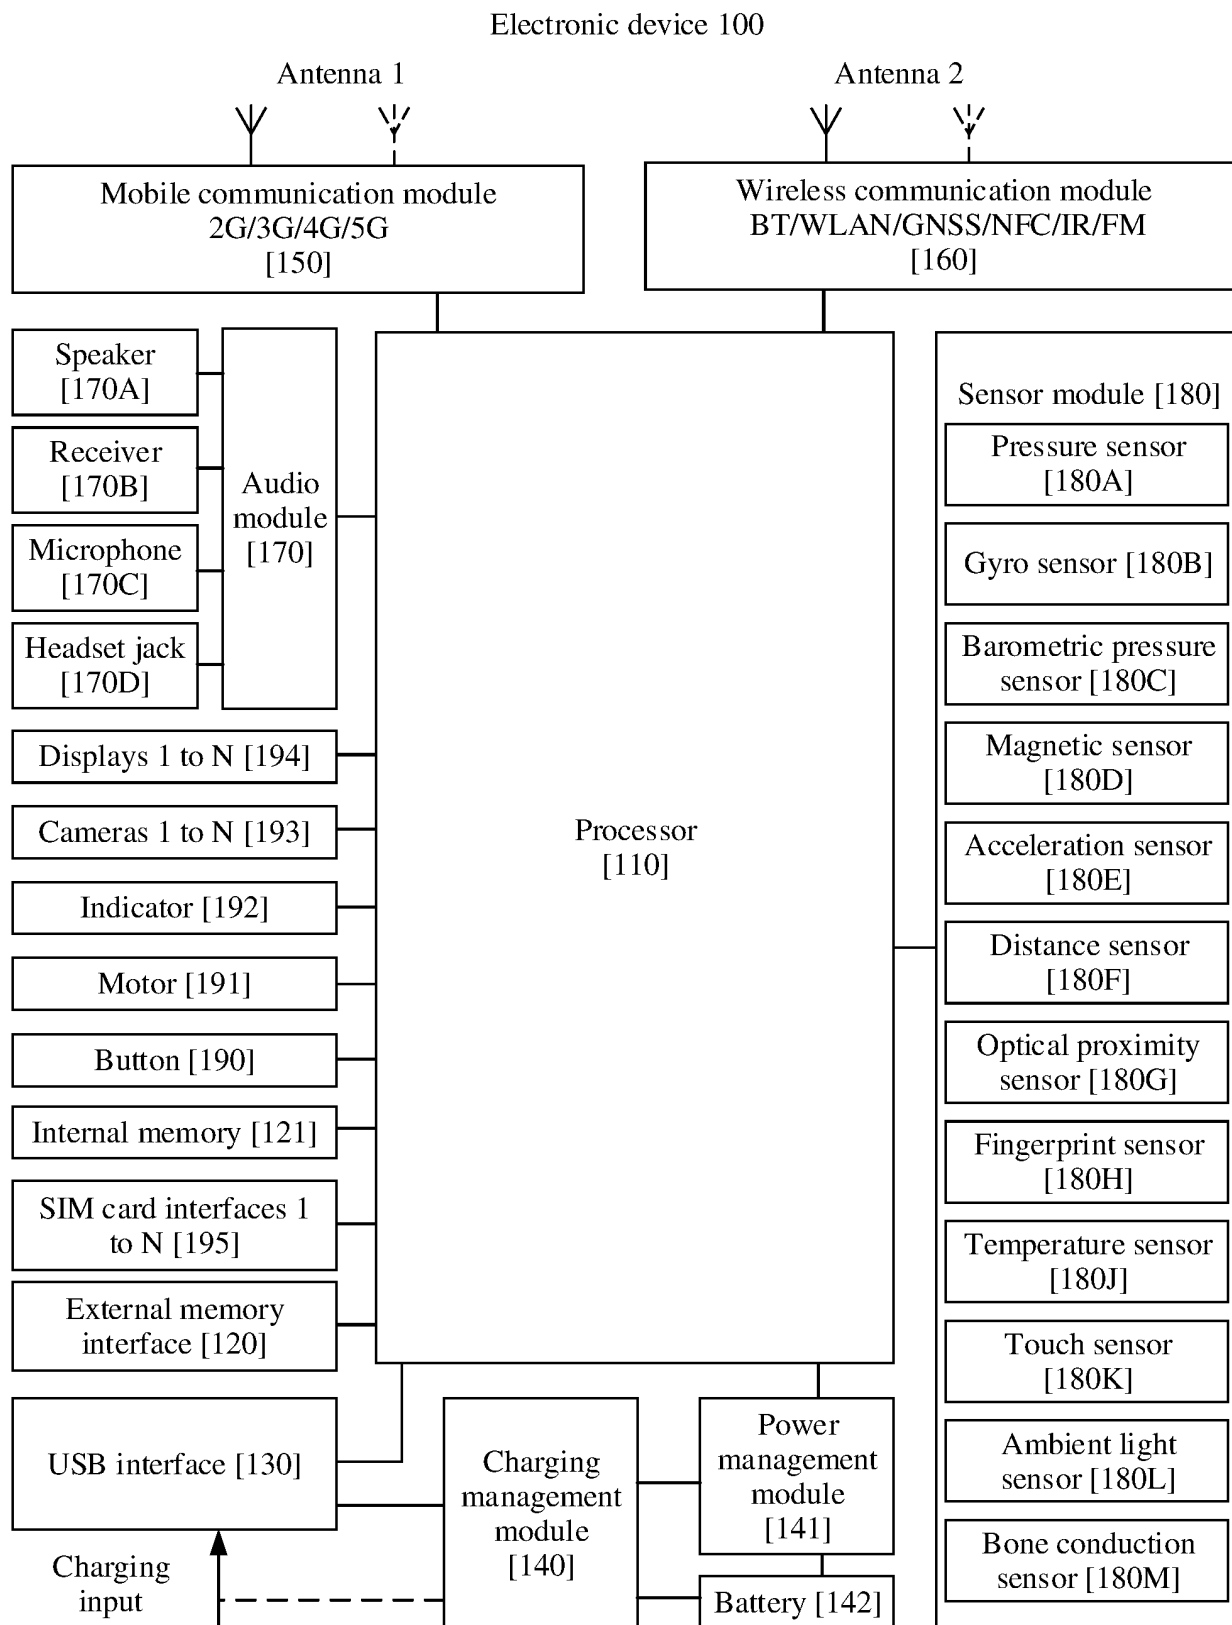 Electronic device 100
Antenna 1
Antenna 2
Mobile communication module
2G/3G/4G/5G
[150]
Wireless communication module
BT/WLAN/GNSS/NFC/IR/FM
[160]
Speaker
[170A]
Receiver
[170B]
Microphone
[170C]
Headset jack
[170D]
Audio
module
[170]
Displays 1 to N [194]
Cameras 1 to N [193]
Indicator [192]
Motor [191]
Button [190]
Internal memory [121]
SIM card interfaces 1
to N [195]
External memory
interface [120]
Processor
[110]
Sensor module [180]
Pressure sensor
[180A]
Gyro sensor [180B]
Barometric pressure
sensor [180C]
Magnetic sensor
[180D]
Acceleration sensor
[180E]
Distance sensor
[180F]
Optical proximity
sensor [180G]
Fingerprint sensor
[180H]
Temperature sensor
[180J]
Touch sensor
[180K]
Ambient light
sensor [180L]
Bone conduction
sensor [180M]
USB interface [130]
Charging
management
module
[140]
Power
management
module
[141]
Battery [142]
Charging
input